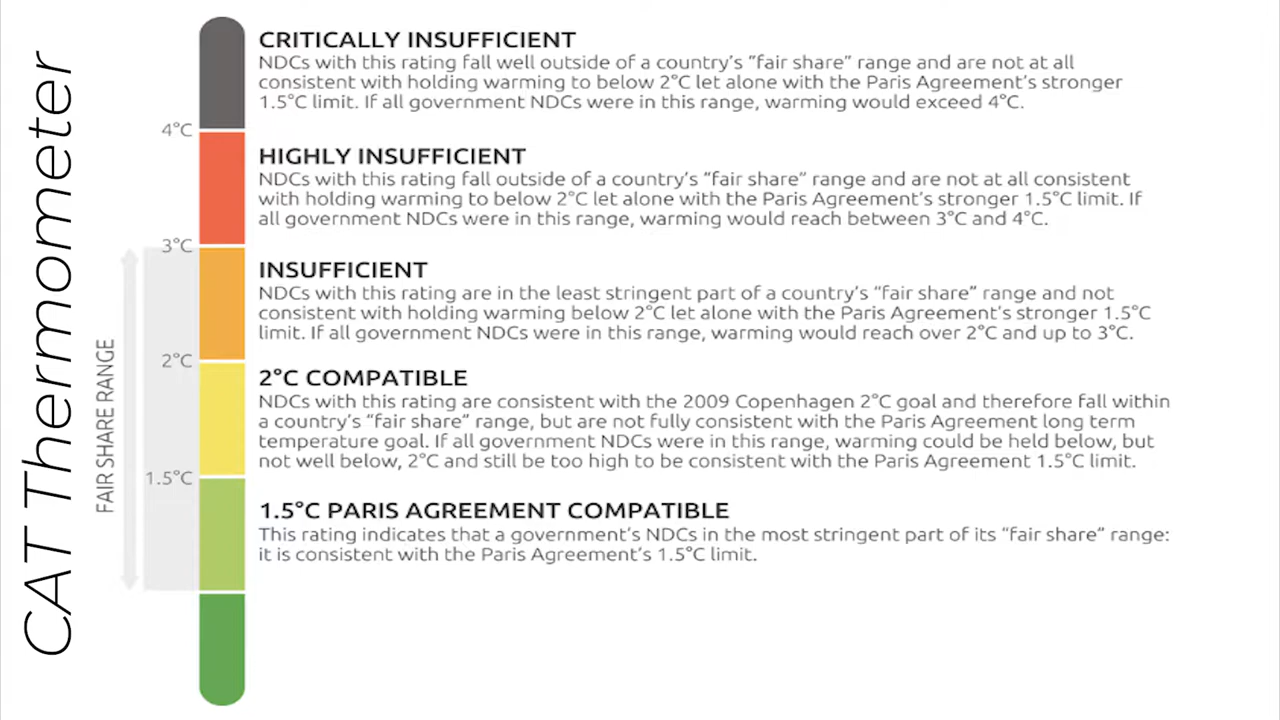 CAT Thermometer
FAIR SHARE RANGE
4°C
3°C
2°C
1.5°C
CRITICALLY INSUFFICIENT
NDCs with this rating fall well outside of a country’s “fair share” range and are not at all
consistent with holding warming to below 2°C let alone with the Paris Agreement’s stronger
1.5°C limit. If all government NDCs were in this range, warming would exceed 4°C.
HIGHLY INSUFFICIENT
NDCs with this rating fall outside of a country’s “fair share” range and are not at all consistent
with holding warming to below 2°C let alone with the Paris Agreement’s stronger 1.5°C limit. If
all government NDCs were in this range, warming would reach between 3°C and 4°C.
INSUFFICIENT
NDCs with this rating are in the least stringent part of a country’s “fair share” range and not
consistent with holding warming below 2°C let alone with the Paris Agreement’s stronger 1.5°C
limit. If all government NDCs were in this range, warming would reach over 2°C and up to 3°C.
2°C COMPATIBLE
NDCs with this rating are consistent with the 2009 Copenhagen 2°C goal and therefore fall within
a country’s “fair share” range, but are not fully consistent with the Paris Agreement long term
temperature goal. If all government NDCs were in this range, warming could be held below, but
not well below, 2°C and still be too high to be consistent with the Paris Agreement 1.5°C limit.
1.5°C PARIS AGREEMENT COMPATIBLE
This rating indicates that a government’s NDCs in the most stringent part of its “fair share” range:
it is consistent with the Paris Agreement’s 1.5°C limit.